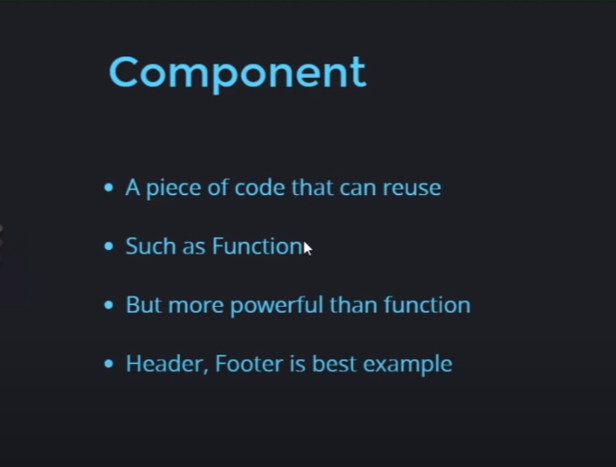 Component
• A piece of code that can reuse
• Such as Function
• But more powerful than function
• Header, Footer is best example